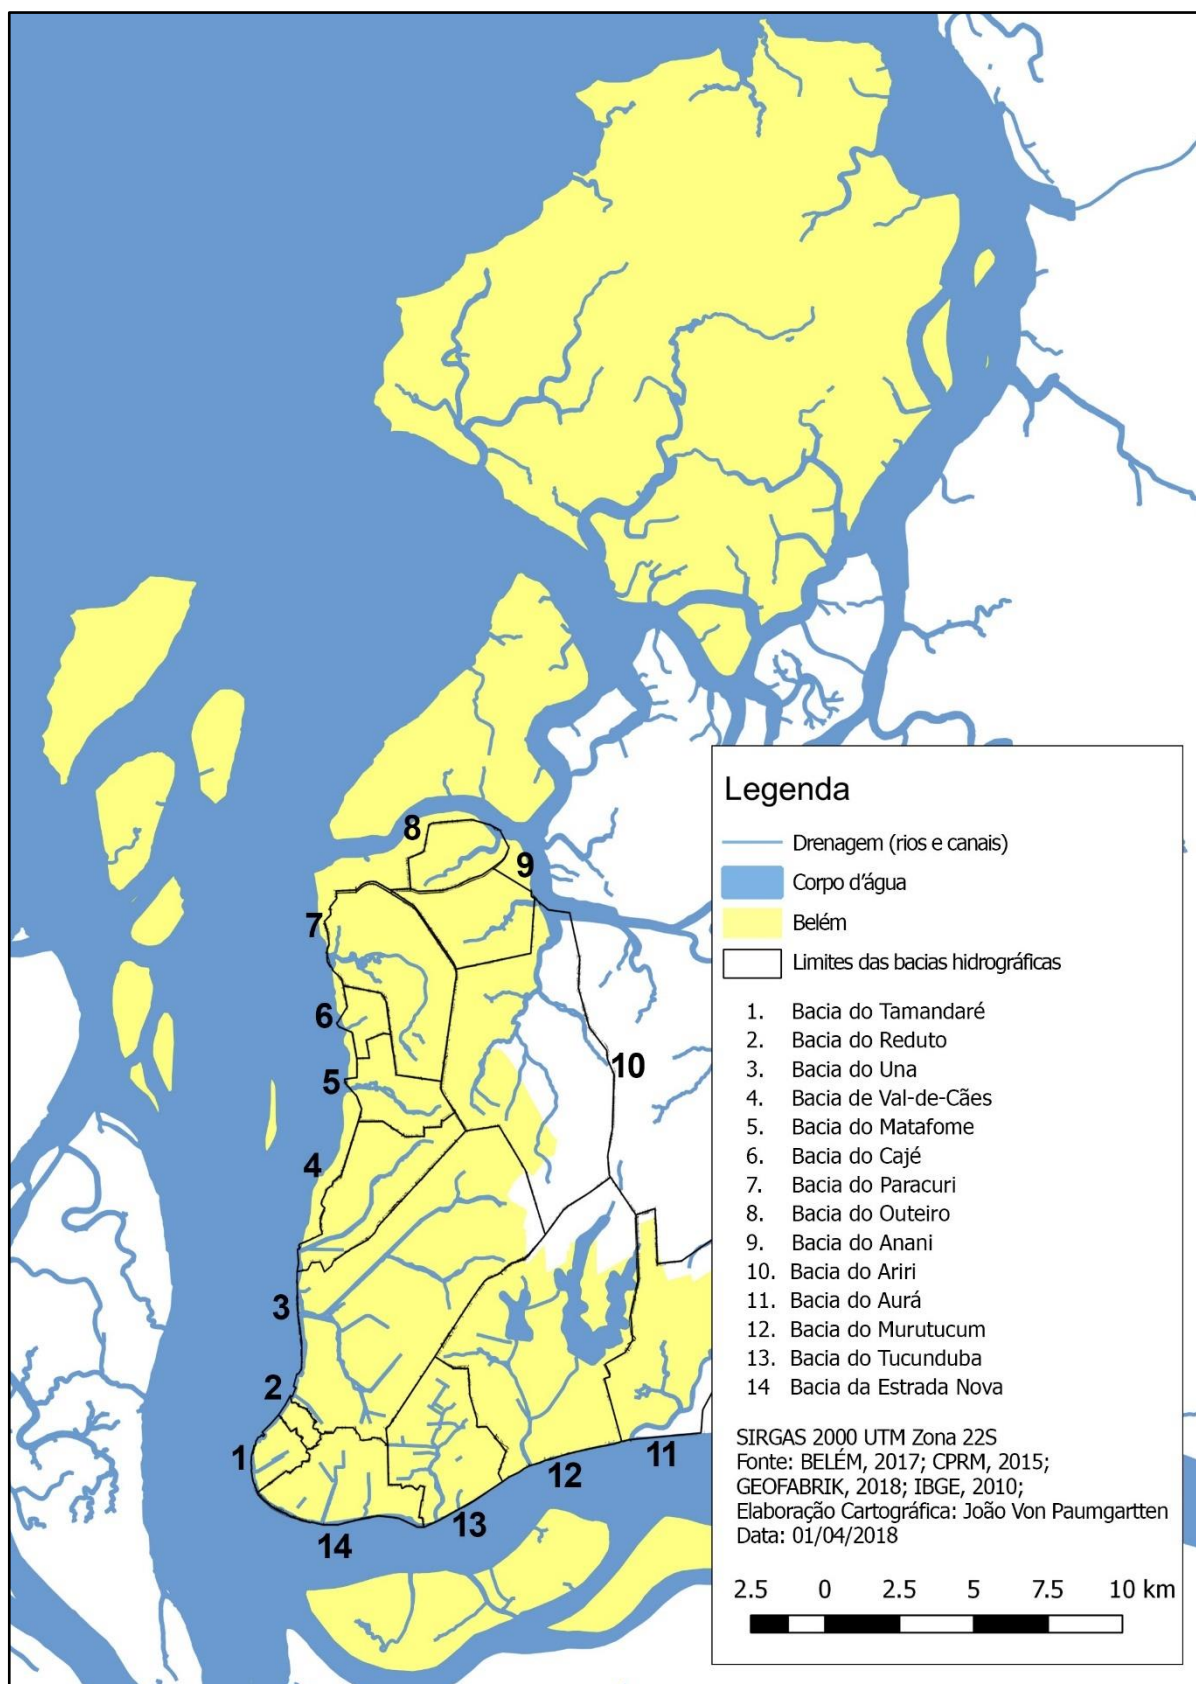 8
9
7
6
10
5
4
3
2
1
11
12
13
14
Legenda
Drenagem (rios e canais)
Corpo d'água
Belém
Limites das bacias hidrográficas
1. Bacia do Tamandaré
2. Bacia do Reduto
3. Bacia do Una
4. Bacia de Val-de-Cães
5. Bacia do Matafome
6. Bacia do Cajé
7. Bacia do Paracuri
8. Bacia do Outeiro
9. Bacia do Anani
10. Bacia do Ariri
11. Bacia do Aurá
12. Bacia do Murutucum
13. Bacia do Tucunduba
14 Bacia da Estrada Nova
SIRGAS 2000 UTM Zona 22S
Fonte: BELÉM, 2017; CPRM, 2015;
GEOFABRIK, 2018; IBGE, 2010;
Elaboração Cartográfica: João Von Paumgartten
Data: 01/04/2018
2.5 0 2.5 5 7.5 10 km